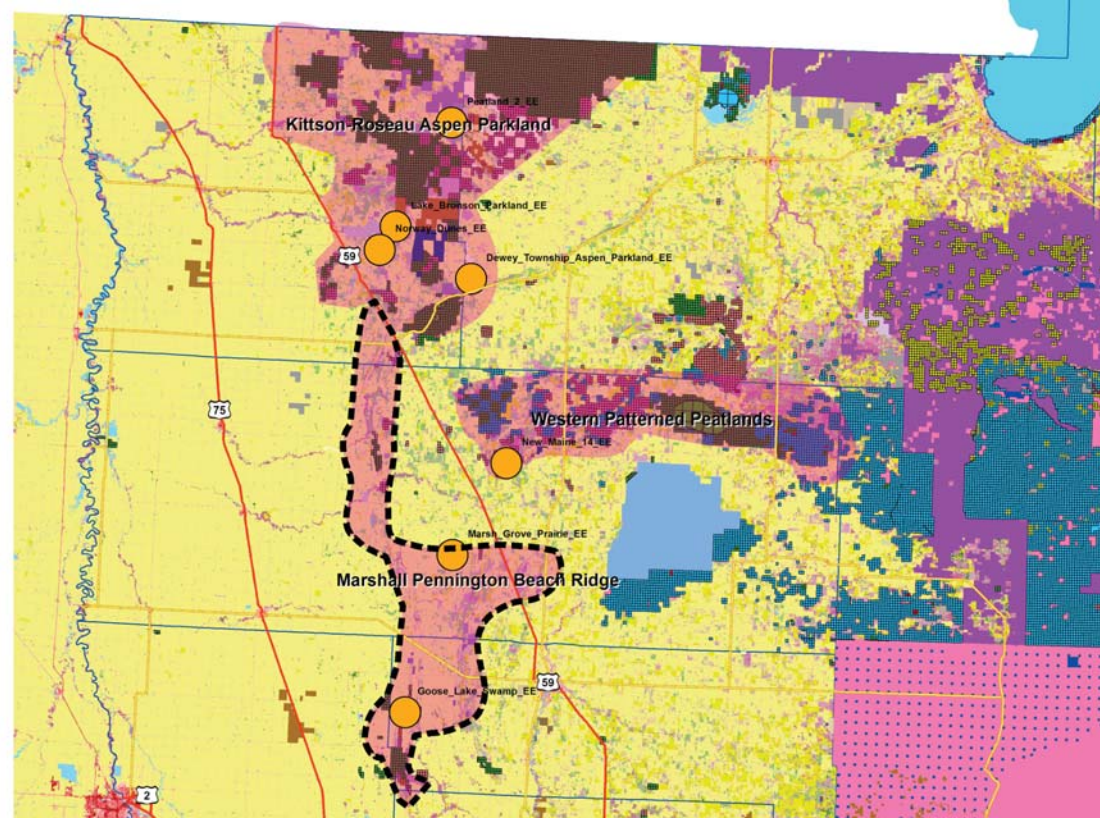 Peatland_2_EE
Kittson-Roseau Aspen Parkland
Lake_Bronson_Parkland_EE
Norway_Dunes_EE
59
Dewey_Township_Aspen_Parkland_EE
75
Western Patterned Peatlands
New_Maine_14_EE
Marsh_Grove_Prairie_EE
Marshall Pennington Beach Ridge
59
Goose_Lake_Swamp_EE
2